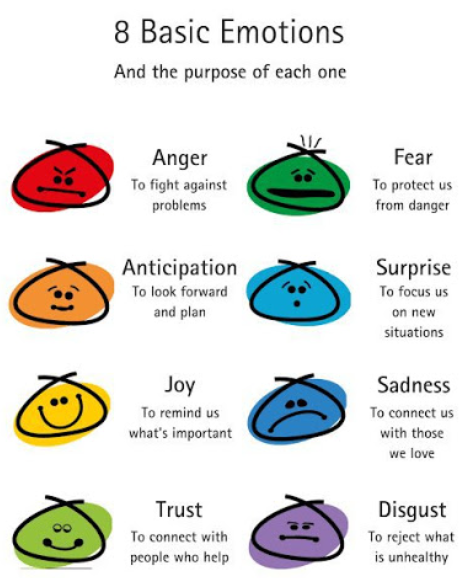 8 Basic Emotions
And the purpose of each one
Anger
To fight against
problems
Fear
To protect us
from danger
Anticipation
To look forward
and plan
Surprise
To focus us
on new
situations
Joy
To remind us
what's important
Sadness
To connect us
with those
we love
Trust
To connect with
people who help
Disgust
To reject what
is unhealthy